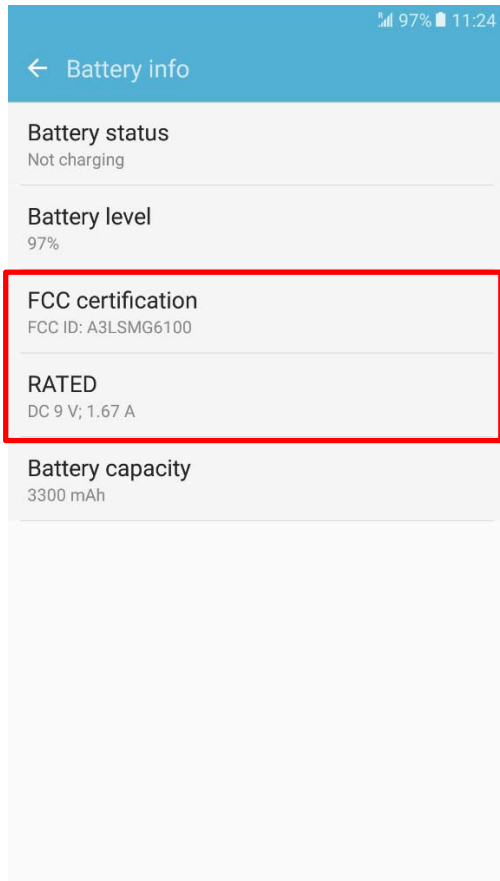 R 97% 11:24
Battery info
Battery status
Not charging
Battery level
97%
FCC certification
FCC ID: A3LSMG6100
RATED
DC 9 V; 1.67 A
Battery capacity
3300 mAh